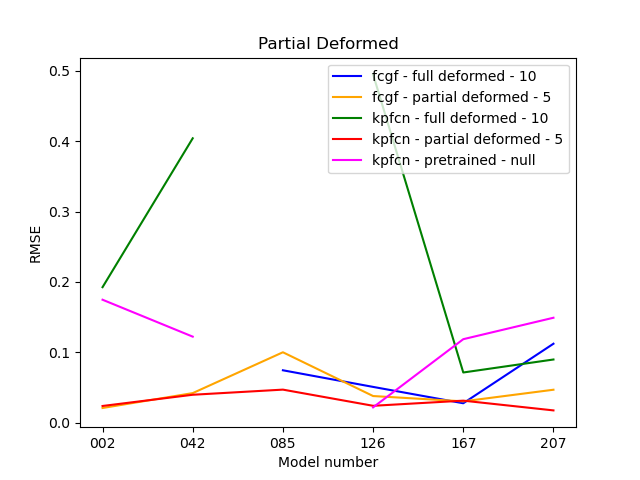 Partial Deformed
fcgf - full deformed - 10
fcgf - partial deformed - 5
kpfcn - full deformed - 10
kpfcn - partial deformed - 5
kpfcn - pretrained - null
RMSE
0.5
0.4
0.3
0.2
0.1
0.0
002 042 085 126 167 207
Model number